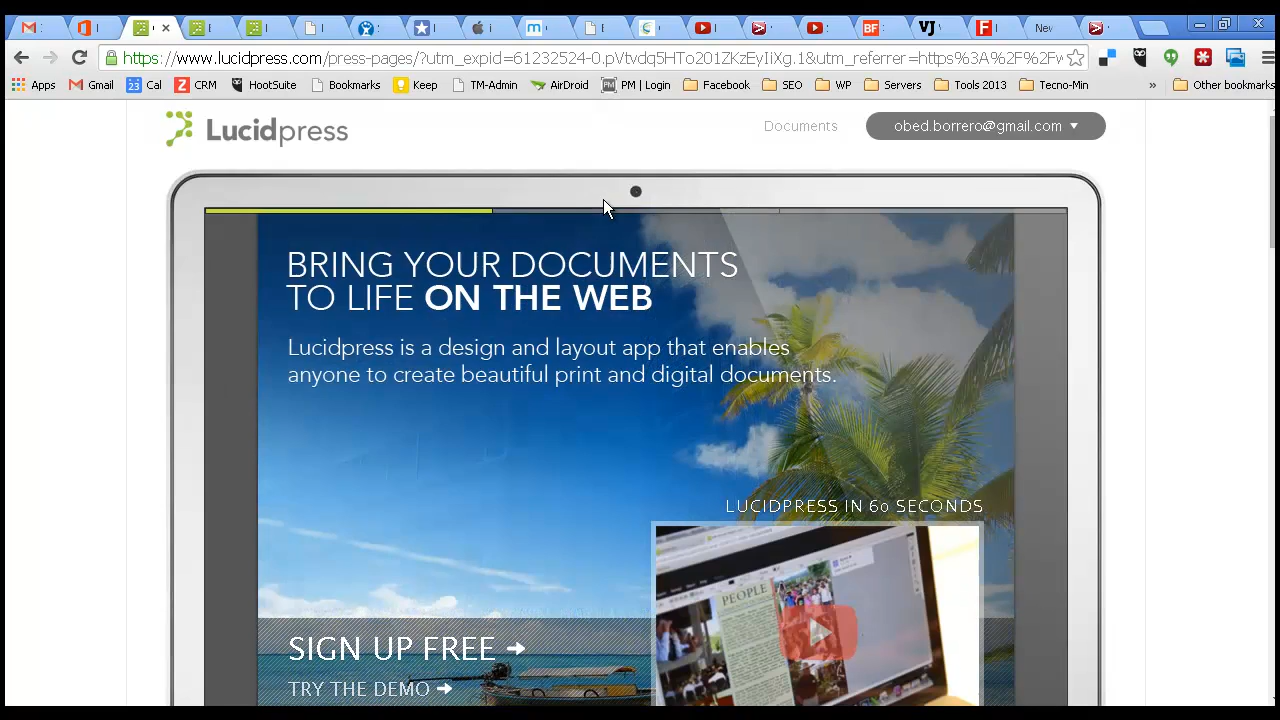 https://www.lucidpress.com/press-pages/?utm_expid=61232524-0.pVtvdq5HTo201ZKzEyIiXg.1&utm_referrer=https%3A%2F%2Fw
Apps Gmail 23 Cal Z CRM HootSuite Bookmarks Keep TM-Admin AirDroid PM PM | Login Facebook SEO WP Servers Tools 2013 Tecno-Min » Other bookmarks
Lucidpress
Documents
obed.borrero@gmail.com
BRING YOUR DOCUMENTS
TO LIFE ON THE WEB
Lucidpress is a design and layout app that enables
anyone to create beautiful print and digital documents.
LUCIDPRESS IN 60 SECONDS
PEOPLE
SIGN UP FREE
TRY THE DEMO